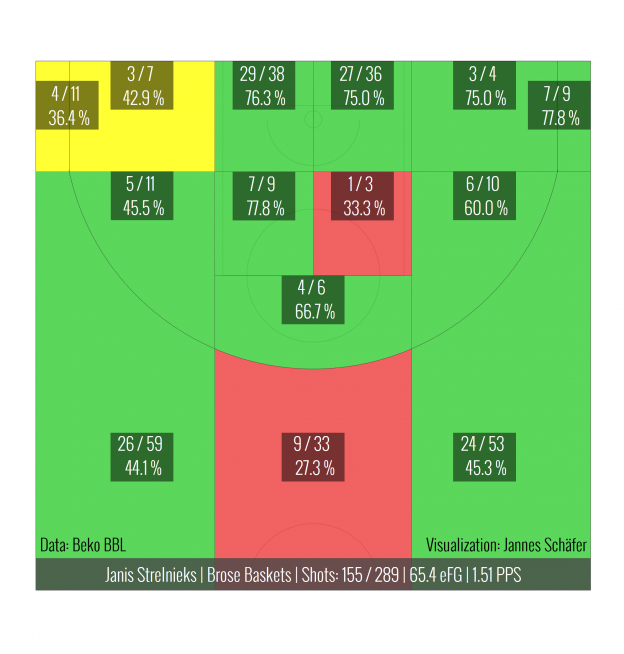 3 / 7
42.9 %
29 / 38
76.3 %
27 / 36
75.0 %
3 / 4
75.0 %
4 / 11
36.4 %
7 / 9
77.8 %
5 / 11
45.5 %
7 / 9
77.8 %
1 / 3
33.3 %
6 / 10
60.0 %
4 / 6
66.7 %
26 / 59
44.1 %
9 / 33
27.3 %
24 / 53
45.3 %
Data: Beko BBL
Visualization: Jannes Schäfer
Janis Strelnieks | Brose Baskets | Shots: 155 / 289 | 65.4 eFG | 1.51 PPS